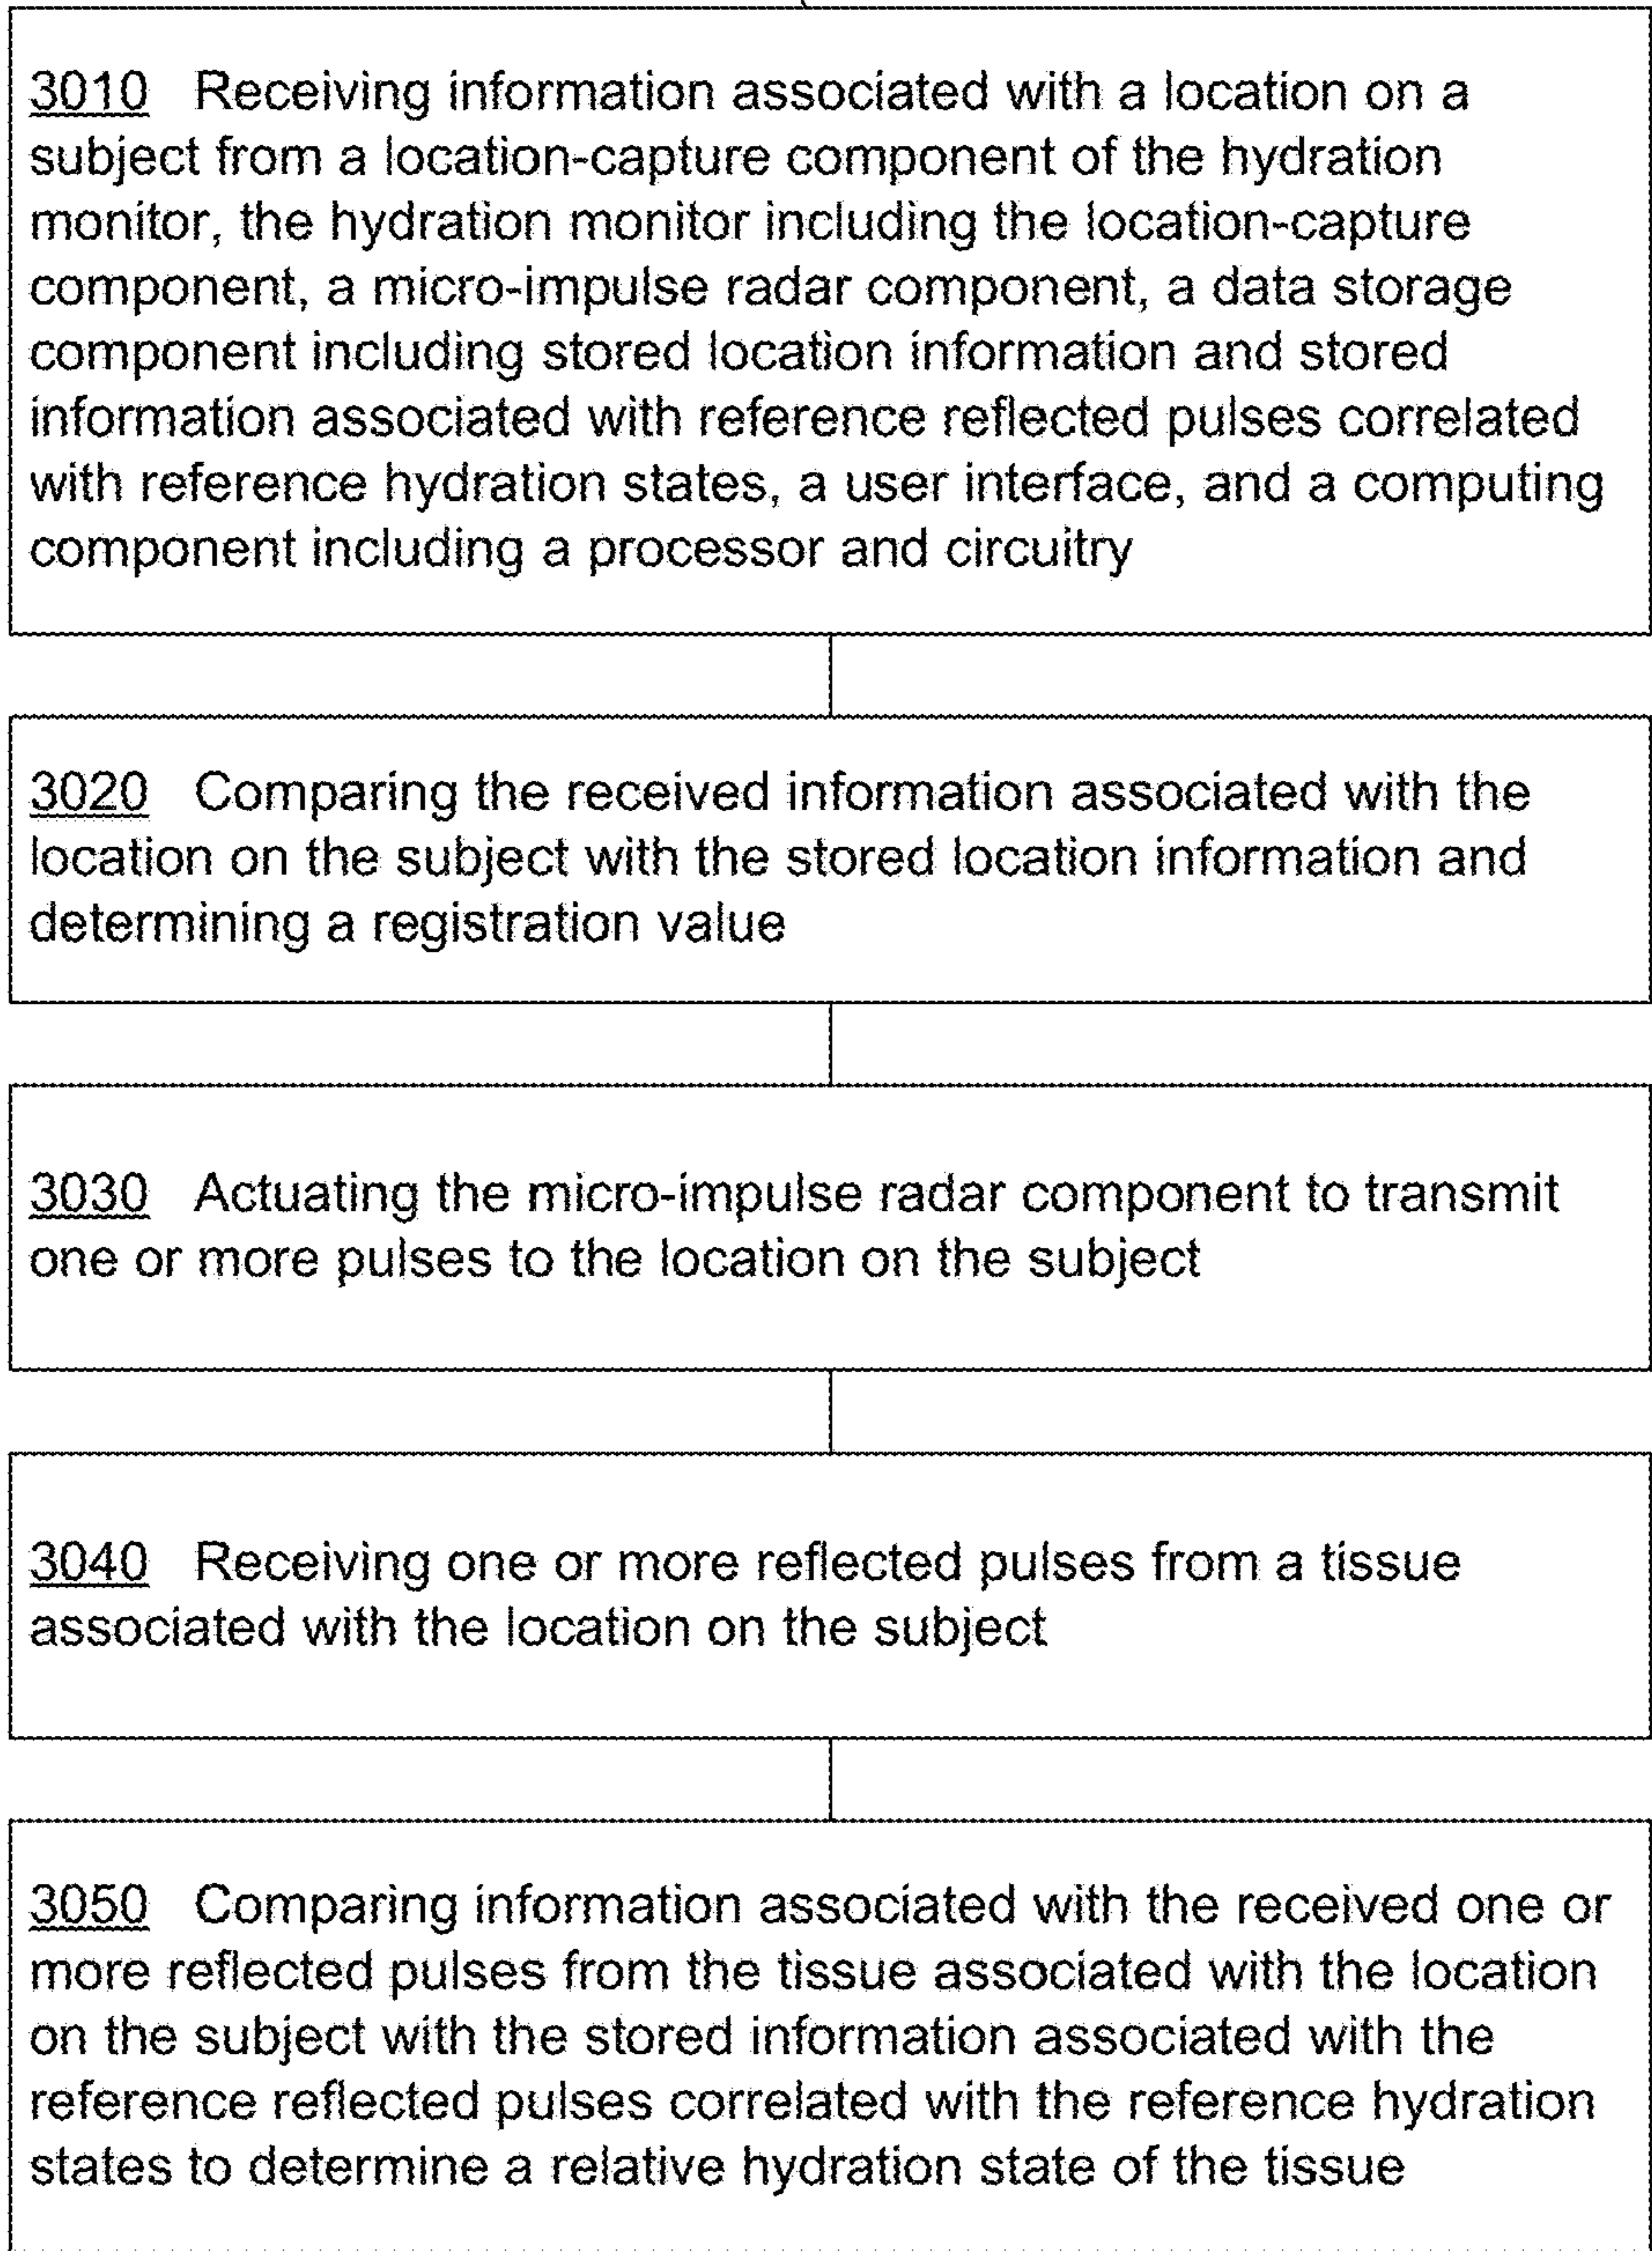 3010 Receiving information associated with a location on a
subject from a location-capture component of the hydration
monitor, the hydration monitor including the location-capture
component, a micro-impulse radar component, a data storage
component including stored location information and stored
information associated with reference reflected pulses correlated
with reference hydration states, a user interface, and a computing
component including a processor and circuitry
3020 Comparing the received information associated with the
location on the subject with the stored location information and
determining a registration value
3030 Actuating the micro-impulse radar component to transmit
one or more pulses to the location on the subject
3040 Receiving one or more reflected pulses from a tissue
associated with the location on the subject
3050 Comparing information associated with the received one or
more reflected pulses from the tissue associated with the location
on the subject with the stored information associated with the
reference reflected pulses correlated with the reference hydration
states to determine a relative hydration state of the tissue